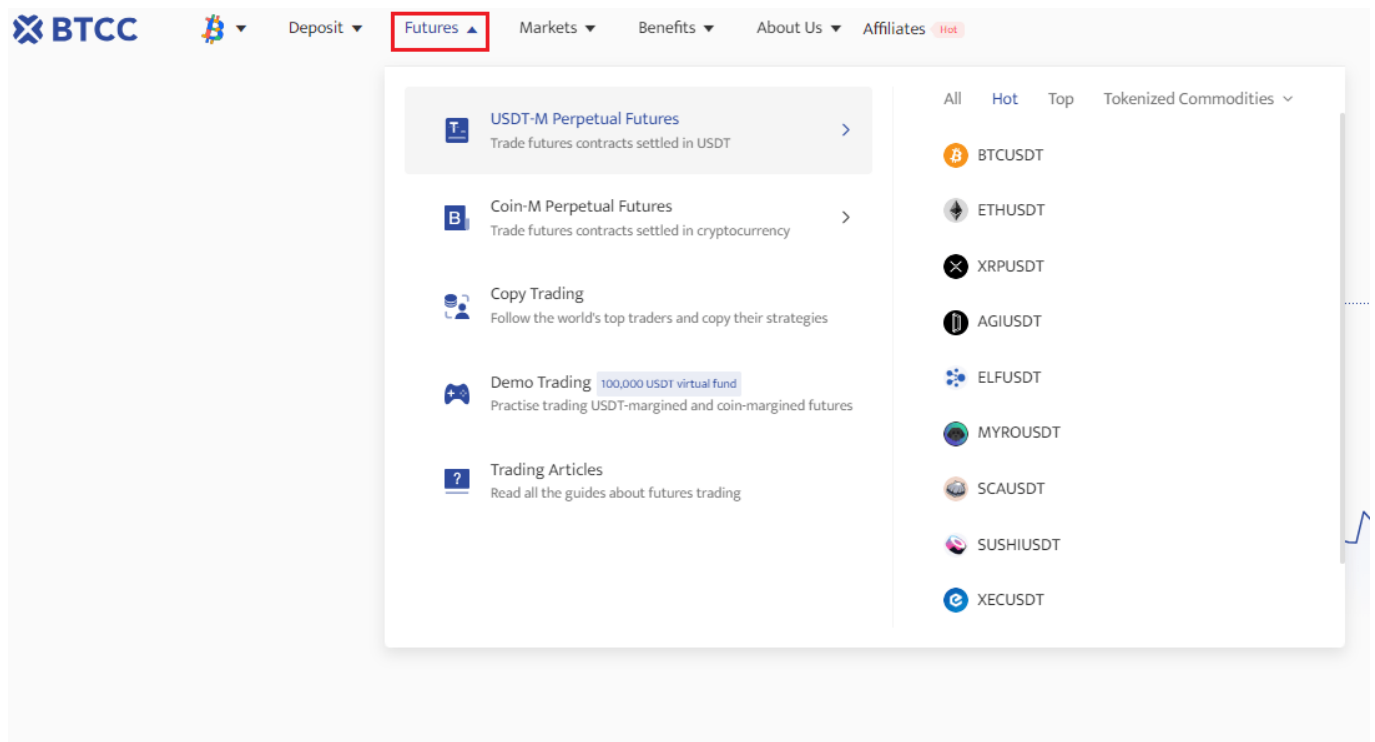 BTCC
Deposit
Futures
Markets
Benefits
About Us
Affiliates Hot
USDT-M Perpetual Futures
Trade futures contracts settled in USDT
Coin-M Perpetual Futures
Trade futures contracts settled in cryptocurrency
Copy Trading
Follow the world's top traders and copy their strategies
Demo Trading 100,000 USDT virtual fund
Practise trading USDT-margined and coin-margined futures
Trading Articles
Read all the guides about futures trading
All Hot Top Tokenized Commodities
BTCUSDT
ETHUSDT
XRPUSDT
AGIUSDT
ELFUSDT
MYROUSDT
SCAUSDT
SUSHIUSDT
XECUSDT